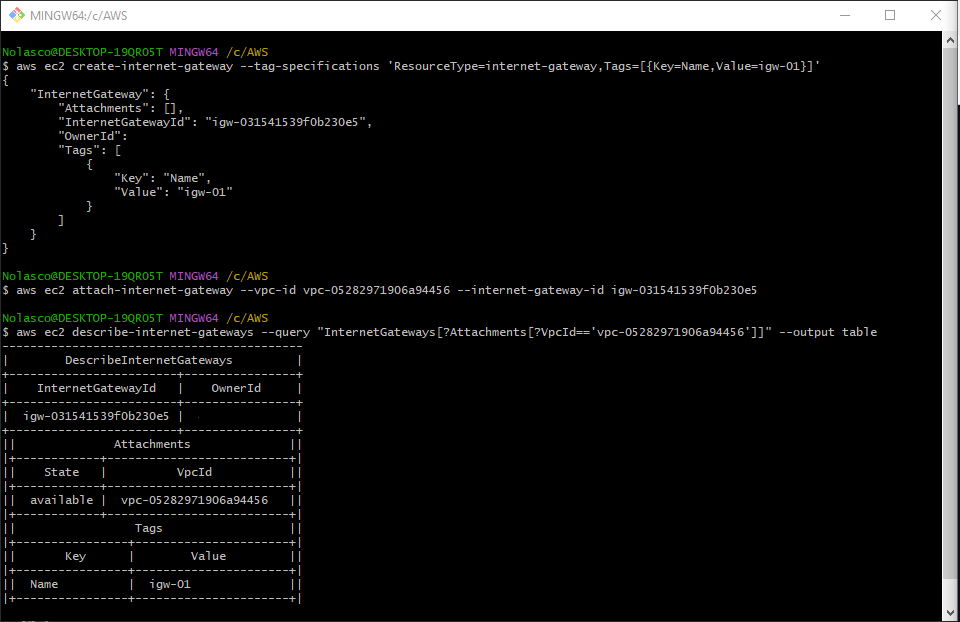 MINGW64:/c/AWS
Nolasco@DESKTOP-19QRO5T MINGW64 /c/AWS
$ aws ec2 create-internet-gateway --tag-specifications 'ResourceType=internet-gateway,Tags=[{Key=Name,Value=igw-01}]'
{
    "InternetGateway": {
        "Attachments": [],
        "InternetGatewayId": "igw-031541539f0b230e5",
        "OwnerId":
        "Tags": [
            {
                "Key": "Name",
                "Value": "igw-01"
            }
        ]
    }
}
Nolasco@DESKTOP-19QRO5T MINGW64 /c/AWS
$ aws ec2 attach-internet-gateway --vpc-id vpc-05282971906a94456 --internet-gateway-id igw-031541539f0b230e5
Nolasco@DESKTOP-19QRO5T MINGW64 /c/AWS
$ aws ec2 describe-internet-gateways --query "InternetGateways[?Attachments[?VpcId=='vpc-05282971906a94456']]" --output table
-------------------------------------------
|        DescribeInternetGateways         |
+------------------------+----------------+
|    InternetGatewayId   |    OwnerId     |
+------------------------+----------------+
|  igw-031541539f0b230e5 |                |
+------------------------+----------------+
||              Attachments              ||
|+------------+--------------------------+|
||    State   |          VpcId           ||
|+------------+--------------------------+|
||  available |  vpc-05282971906a94456   ||
|+------------+--------------------------+|
||                 Tags                  ||
|+----------------+----------------------+|
||       Key      |        Value         ||
|+----------------+----------------------+|
||  Name          |  igw-01              ||
|+----------------+----------------------+|